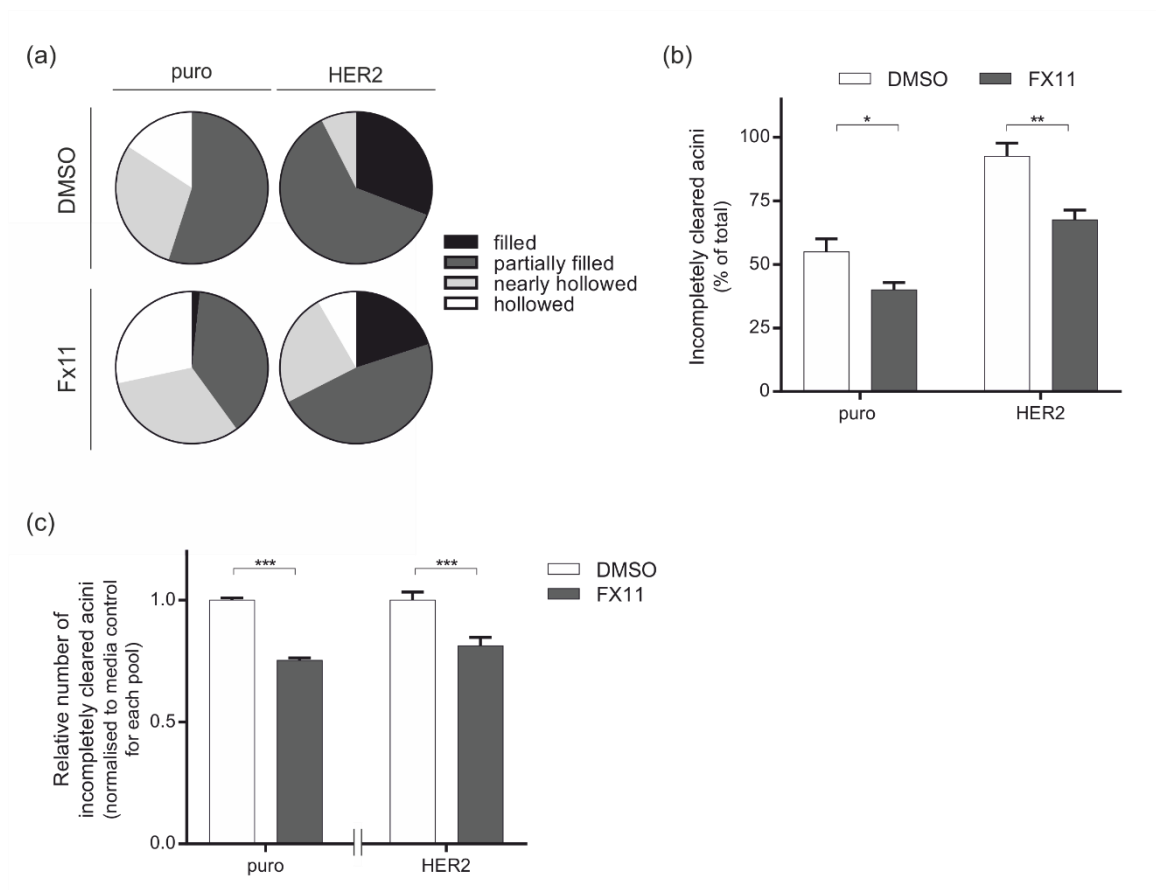 (a)
puro
HER2
DMSO
Fx11
filled
partially filled
nearly hollowed
hollowed
(b)
DMSO
FX11
Incompletely cleared acini
(% of total)
100
75
50
25
0
*
**
puro
HER2
(c)
DMSO
FX11
Relative number of
incompletely cleared acini
(normalised to media control
for each pool)
1.0
0.5
0.0
***
***
puro
HER2